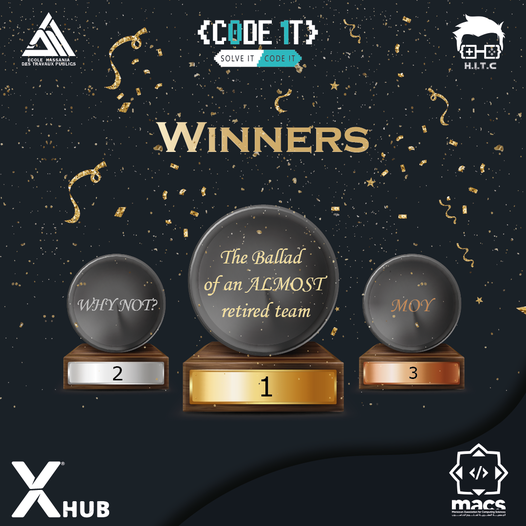 ECOLE HASSANIA
DES TRAVAUX PUBLICS
{CODE 1T}
SOLVE IT CODE IT
H.I.T.C
WINNERS
The Ballad
of an ALMOST
retired team
WHY NOT?
MOY
2
1
3
X HUB
macs